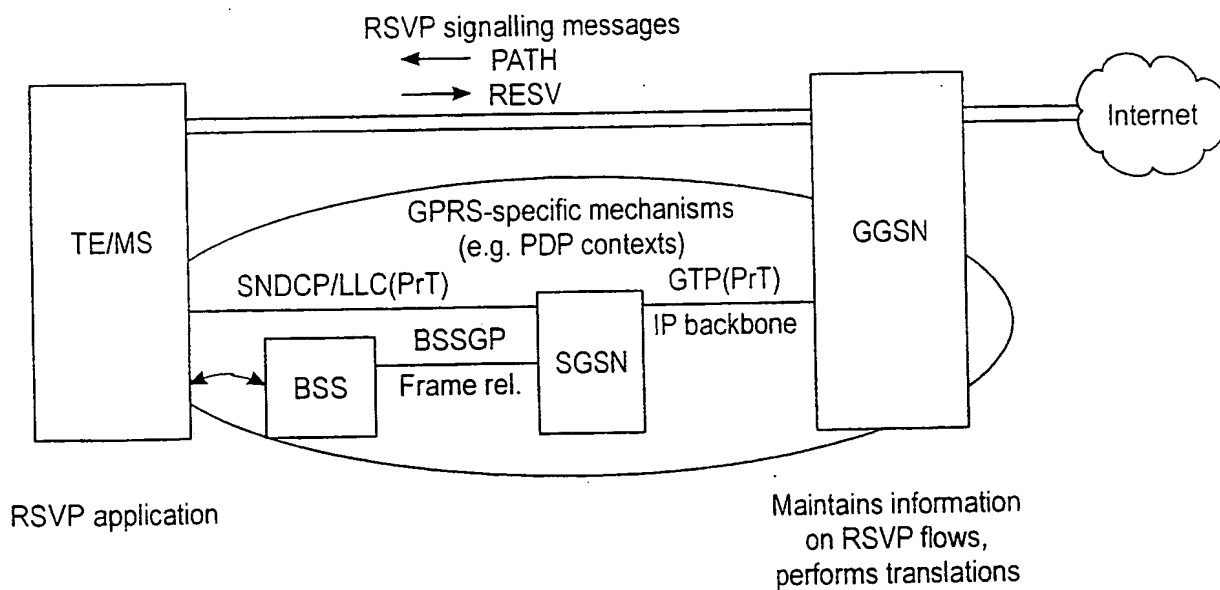 RSVP signalling messages
PATH
RESV
Internet
TE/MS
GPRS-specific mechanisms
(e.g. PDP contexts)
GGSN
SNDCP/LLC(PrT)
GTP(PrT)
IP backbone
BSSGP
SGSN
BSS
Frame rel.
RSVP application
Maintains information
on RSVP flows,
performs translations